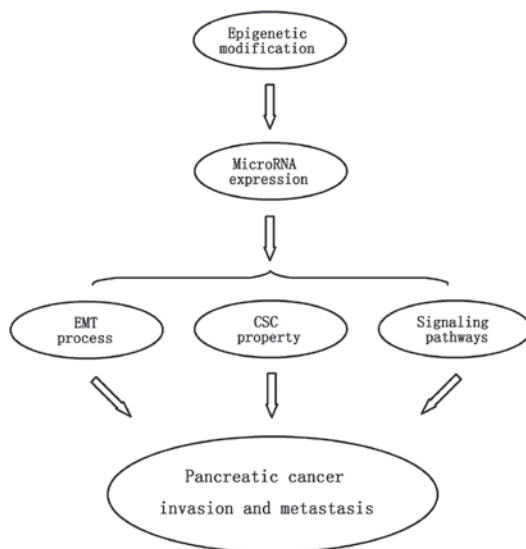 Epigenetic
modification
MicroRNA
expression
EMT
process
CSC
property
Signaling
pathways
Pancreatic cancer
invasion and metastasis